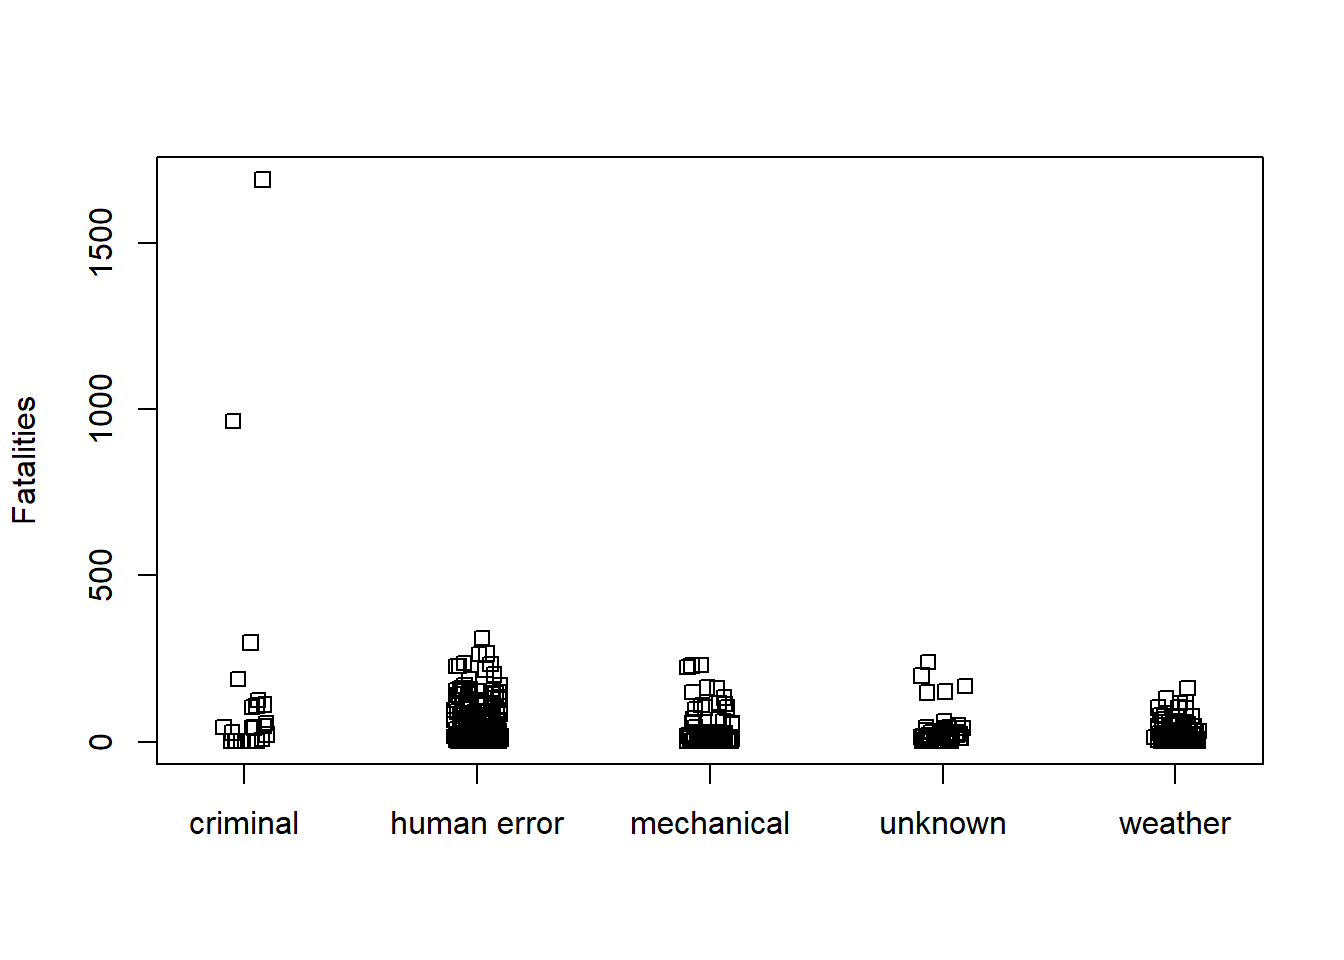 1500
1000
500
0
Fatalities
criminal
human error
mechanical
unknown
weather